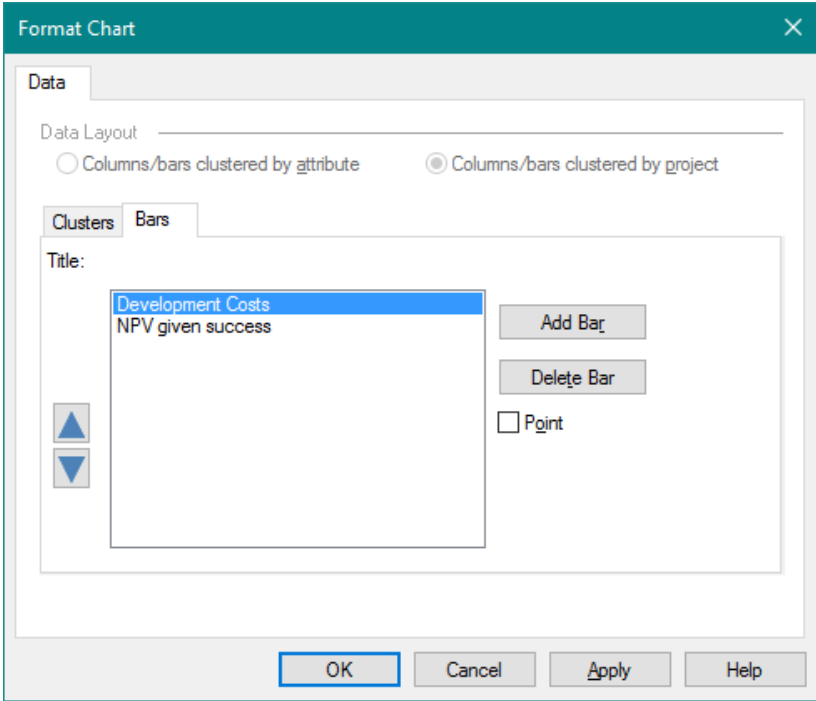 Format Chart
Data
Data Layout
Columns/bars clustered by attribute
Columns/bars clustered by project
Clusters
Bars
Title:
Development Costs
NPV given success
Add Bar
Delete Bar
Point
OK
Cancel
Apply
Help